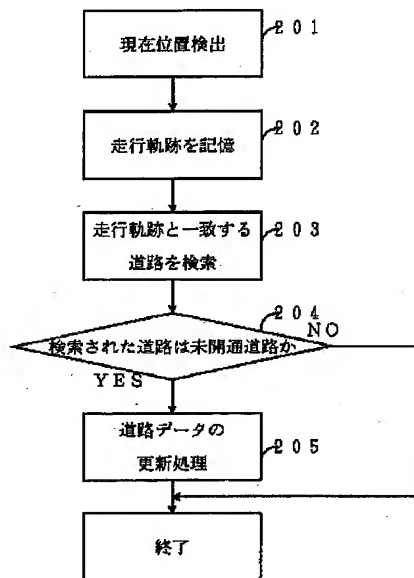 現在位置検出
201
走行軌跡を記憶
202
走行軌跡と一致する
道路を検索
203
204
検索された道路は未開通道路か
NO
YES
道路データの
更新処理
205
終了